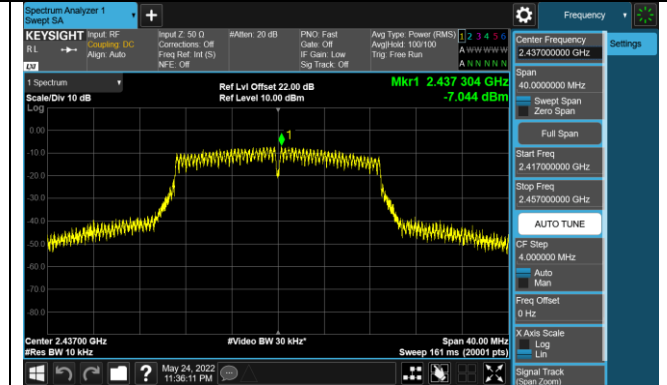 Spectrum Analyzer 1
Swept SA
+
Frequency
KEYSIGHT
RL
LXI
Input: RF
Coupling: DC
Align: Auto
Input Z: 50 Ω
Corrections: Off
Freq Ref: Int (S)
NFE: Off
#Atten: 20 dB
PNO: Fast
Gate: Off
IF Gain: Low
Sig Track: Off
Avg Type: Power (RMS)
Avg|Hold: 100/100
Trig: Free Run
1 2 3 4 5 6
A W W W W W
A N N N N N
1 Spectrum
Scale/Div 10 dB
Log
Ref Lvl Offset 22.00 dB
Ref Level 10.00 dBm
Mkr1 2.437 304 GHz
-7.044 dBm
1
0.00
-10.0
-20.0
-30.0
-40.0
-50.0
-60.0
-70.0
-80.0
Center 2.43700 GHz
#Res BW 10 kHz
#Video BW 30 kHz*
Span 40.00 MHz
Sweep 161 ms (20001 pts)
May 24, 2022
11:36:11 PM
?
Center Frequency
2.437000000 GHz
Settings
Span
40.0000000 MHz
Swept Span
Zero Span
Full Span
Start Freq
2.417000000 GHz
Stop Freq
2.457000000 GHz
AUTO TUNE
CF Step
4.000000 MHz
Auto
Man
Freq Offset
0 Hz
X Axis Scale
Log
Lin
Signal Track
(Span Zoom)